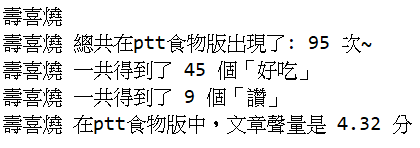 壽喜燒
壽喜燒 總共在ptt食物版出現了: 95 次~
壽喜燒 一共得到了 45 個「好吃」
壽喜燒 一共得到了 9 個「讚」
壽喜燒 在ptt食物版中，文章聲量是 4.32 分